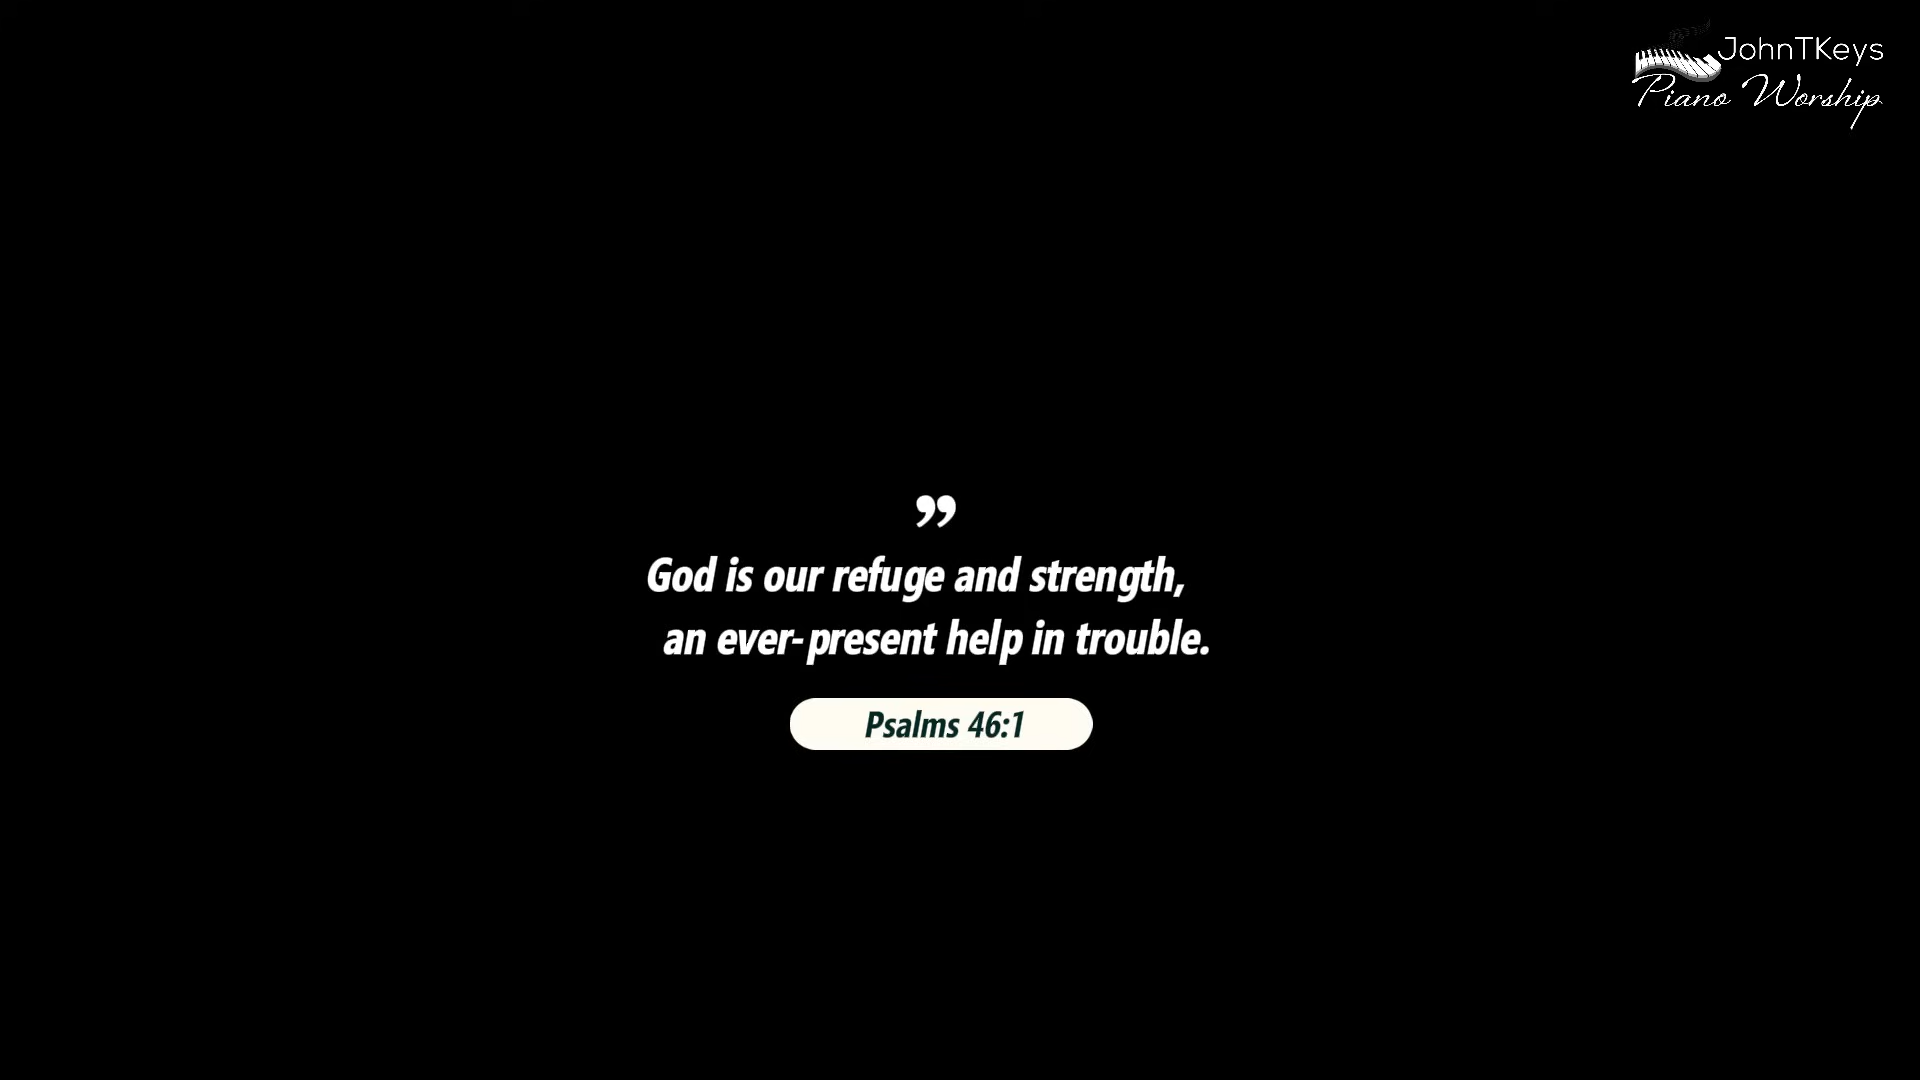 JohnTKeys
Piano Worship
”
God is our refuge and strength,
an ever-present help in trouble.
Psalms 46:1